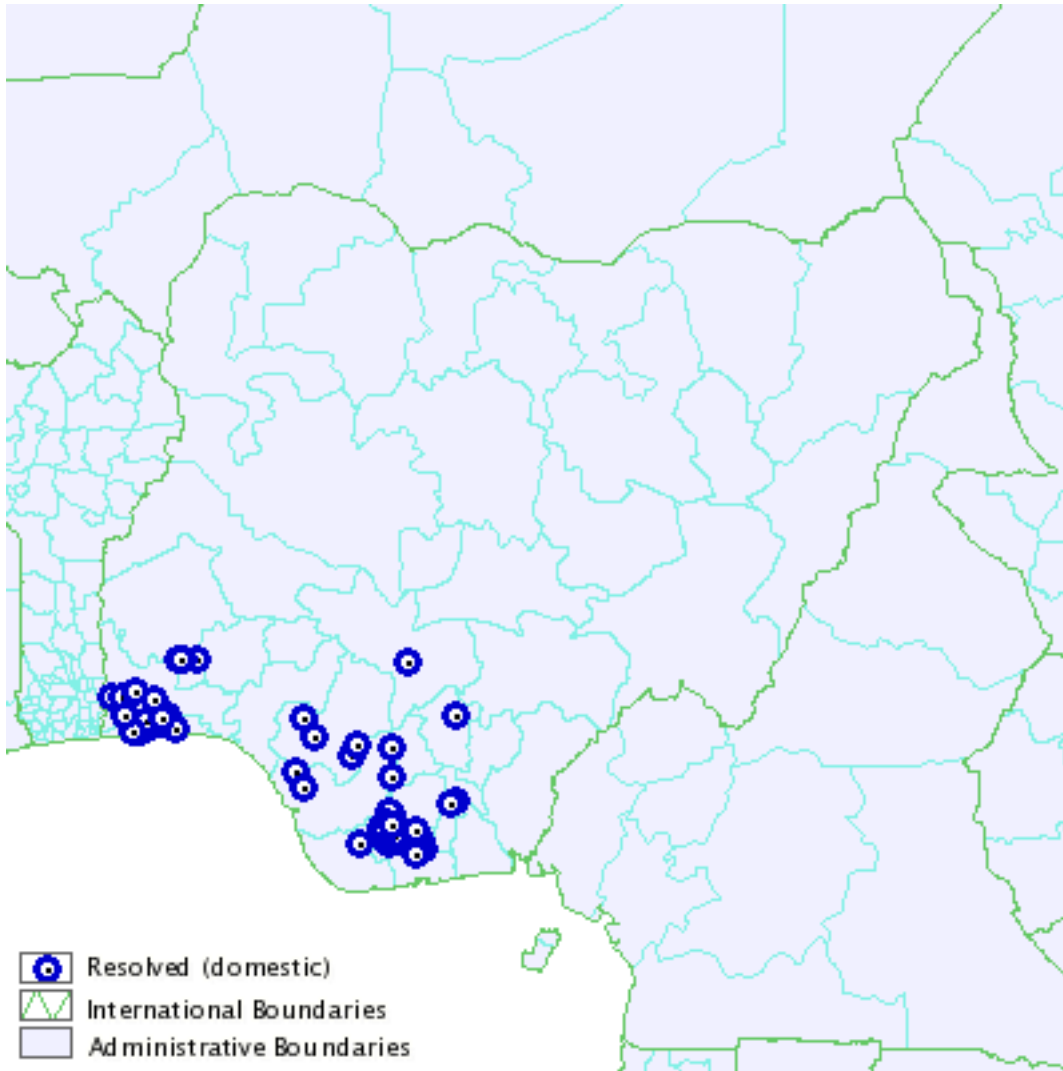 Resolved (domestic)
International Boundaries
Administrative Boundaries